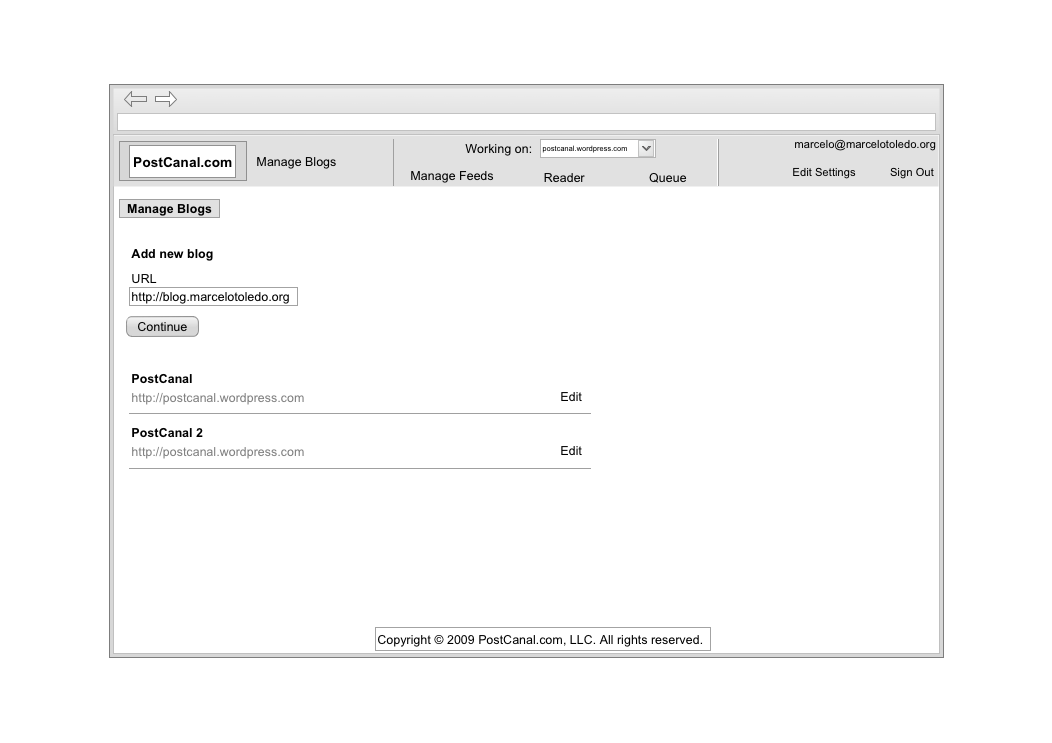 PostCanal.com
Manage Blogs
Working on: postcanal.wordpress.com
Manage Feeds Reader Queue
marcelo@marcelotoledo.org
Edit Settings Sign Out
Manage Blogs
Add new blog
URL
http://blog.marcelotoledo.org
Continue
PostCanal
http://postcanal.wordpress.com Edit
PostCanal 2
http://postcanal.wordpress.com Edit
Copyright © 2009 PostCanal.com, LLC. All rights reserved.